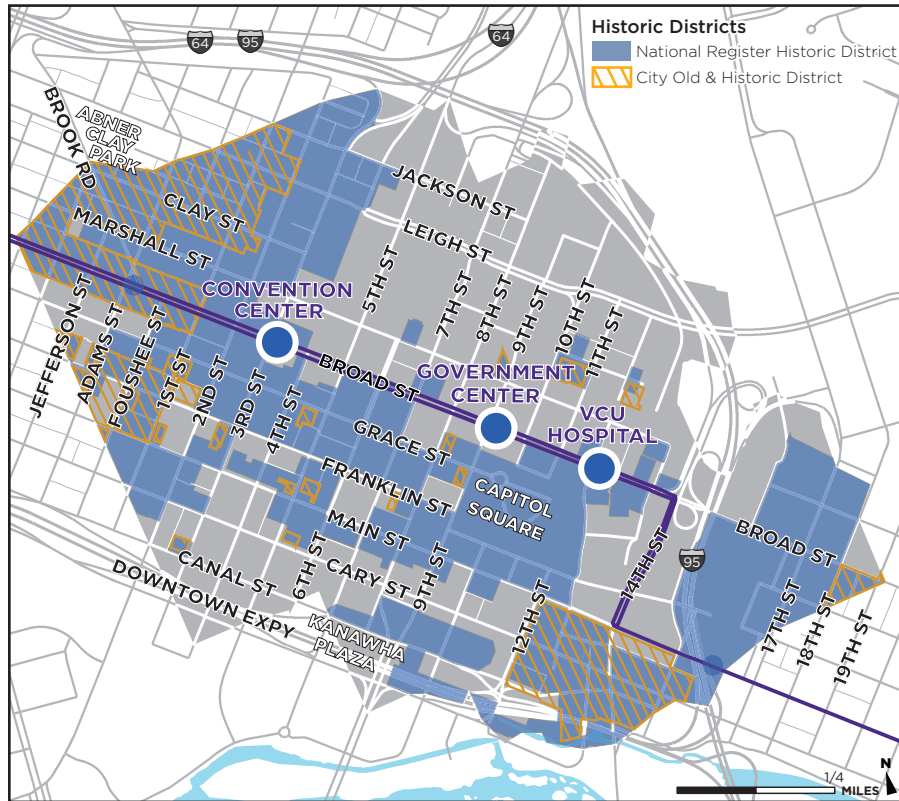 Historic Districts
National Register Historic District
City Old & Historic District
64
95
64
BROOK RD
ABNER
CLAY
PARK
JACKSON ST
CLAY ST
LEIGH ST
MARSHALL ST
5TH ST
7TH ST
8TH ST
9TH ST
10TH ST
11TH ST
CONVENTION
CENTER
JEFFERSON ST
ADAMS ST
FOUSHEE ST
1ST ST
2ND ST
3RD ST
4TH ST
BROAD ST
GOVERNMENT
CENTER
VCU
HOSPITAL
GRACE ST
FRANKLIN ST
CAPITOL
SQUARE
MAIN ST
BROAD ST
95
14TH ST
CANAL ST
6TH ST
CARY ST
9TH ST
12TH ST
17TH ST
18TH ST
19TH ST
DOWNTOWN EXPY
KANAWHA
PLAZA
1/4
MILES
N